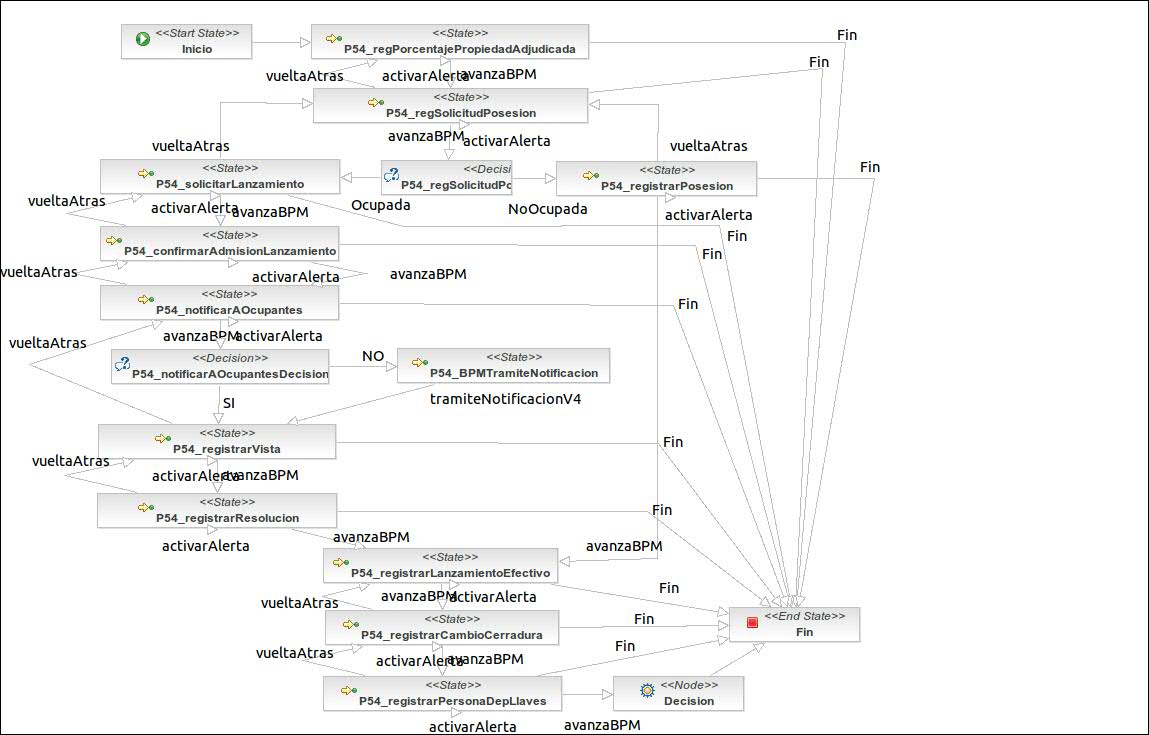 <<Start State>>
Inicio
<<State>>
P54_regPorcentajePropiedadAdjudicada
Fin
Fin
vueltaAtras
activarAlerta
avanzaBPM
<<State>>
P54_regSolicitudPosesion
avanzaBPM
activarAlerta
vueltaAtras
vueltaAtras
<<State>>
P54_solicitarLanzamiento
<<Decisi
P54_regSolicitudPo
<<State>>
P54_registrarPosesion
Fin
vueltaAtras
activarAlerta
avanzaBPM
Ocupada
NoOcupada
activarAlerta
Fin
<<State>>
P54_confirmarAdmisionLanzamiento
Fin
vueltaAtras
activarAlerta
avanzaBPM
<<State>>
P54_notificarAOcupantes
Fin
vueltaAtras
avanzaBPM
activarAlerta
<<Decision>>
P54_notificarAOcupantesDecision
NO
<<State>>
P54_BPMTramiteNotificacion
SI
tramiteNotificacionV4
<<State>>
P54_registrarVista
Fin
vueltaAtras
activarAlerta
avanzaBPM
<<State>>
P54_registrarResolucion
Fin
activarAlerta
avanzaBPM
avanzaBPM
<<State>>
P54_registrarLanzamientoEfectivo
Fin
vueltaAtras
avanzaBPM
activarAlerta
<<State>>
P54_registrarCambioCerradura
Fin
<<End State>>
Fin
vueltaAtras
activarAlerta
avanzaBPM
Fin
<<State>>
P54_registrarPersonaDepLlaves
<<Node>>
Decision
activarAlerta
avanzaBPM